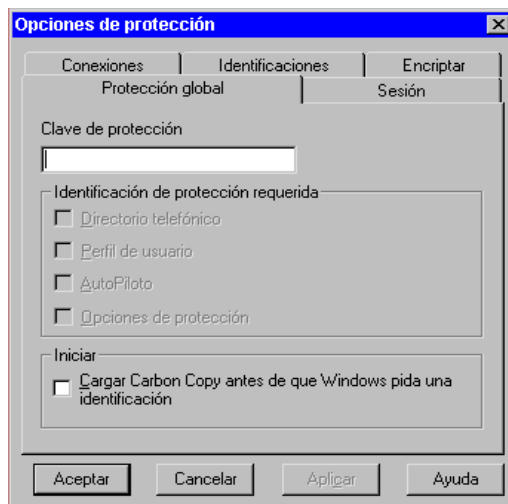 Opciones de protección
Conexiones Identificaciones Encriptar
Protección global Sesión
Clave de protección
Identificación de protección requerida
Directorio telefónico
Perfil de usuario
AutoPiloto
Opciones de protección
Iniciar
Cargar Carbon Copy antes de que Windows pida una
identificación
Aceptar Cancelar Aplicar Ayuda